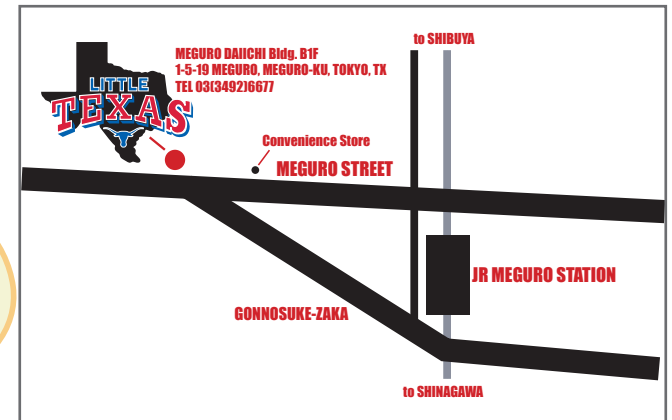 to SHIBUYA
MEGURO DAIICHI Bldg. B1F
1-5-19 MEGURO, MEGURO-KU, TOKYO, TX
TEL 03(3492)6677
LITTLE
TEXAS
Convenience Store
MEGURO STREET
JR MEGURO STATION
GONNOSUKE-ZAKA
to SHINAGAWA